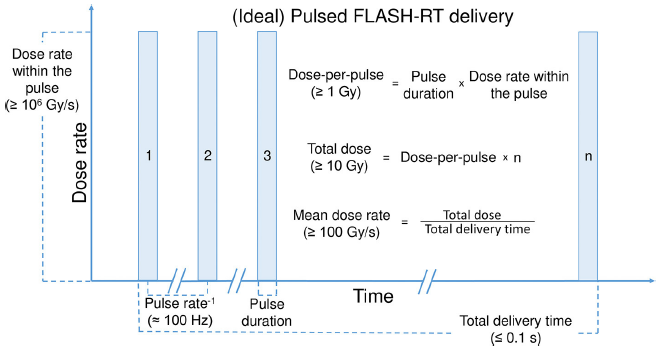 (Ideal) Pulsed FLASH-RT delivery
Dose rate
within the
pulse
(≥ 10⁶ Gy/s)
Dose rate
Dose-per-pulse
(≥ 1 Gy)
= Pulse
duration
x Dose rate within
the pulse
1
2
3
n
Total dose
(≥ 10 Gy)
= Dose-per-pulse x n
Mean dose rate
(≥ 100 Gy/s)
= Total dose
Total delivery time
Time
Pulse rate⁻¹
(≈ 100 Hz)
Pulse
duration
Total delivery time
(≤ 0.1 s)